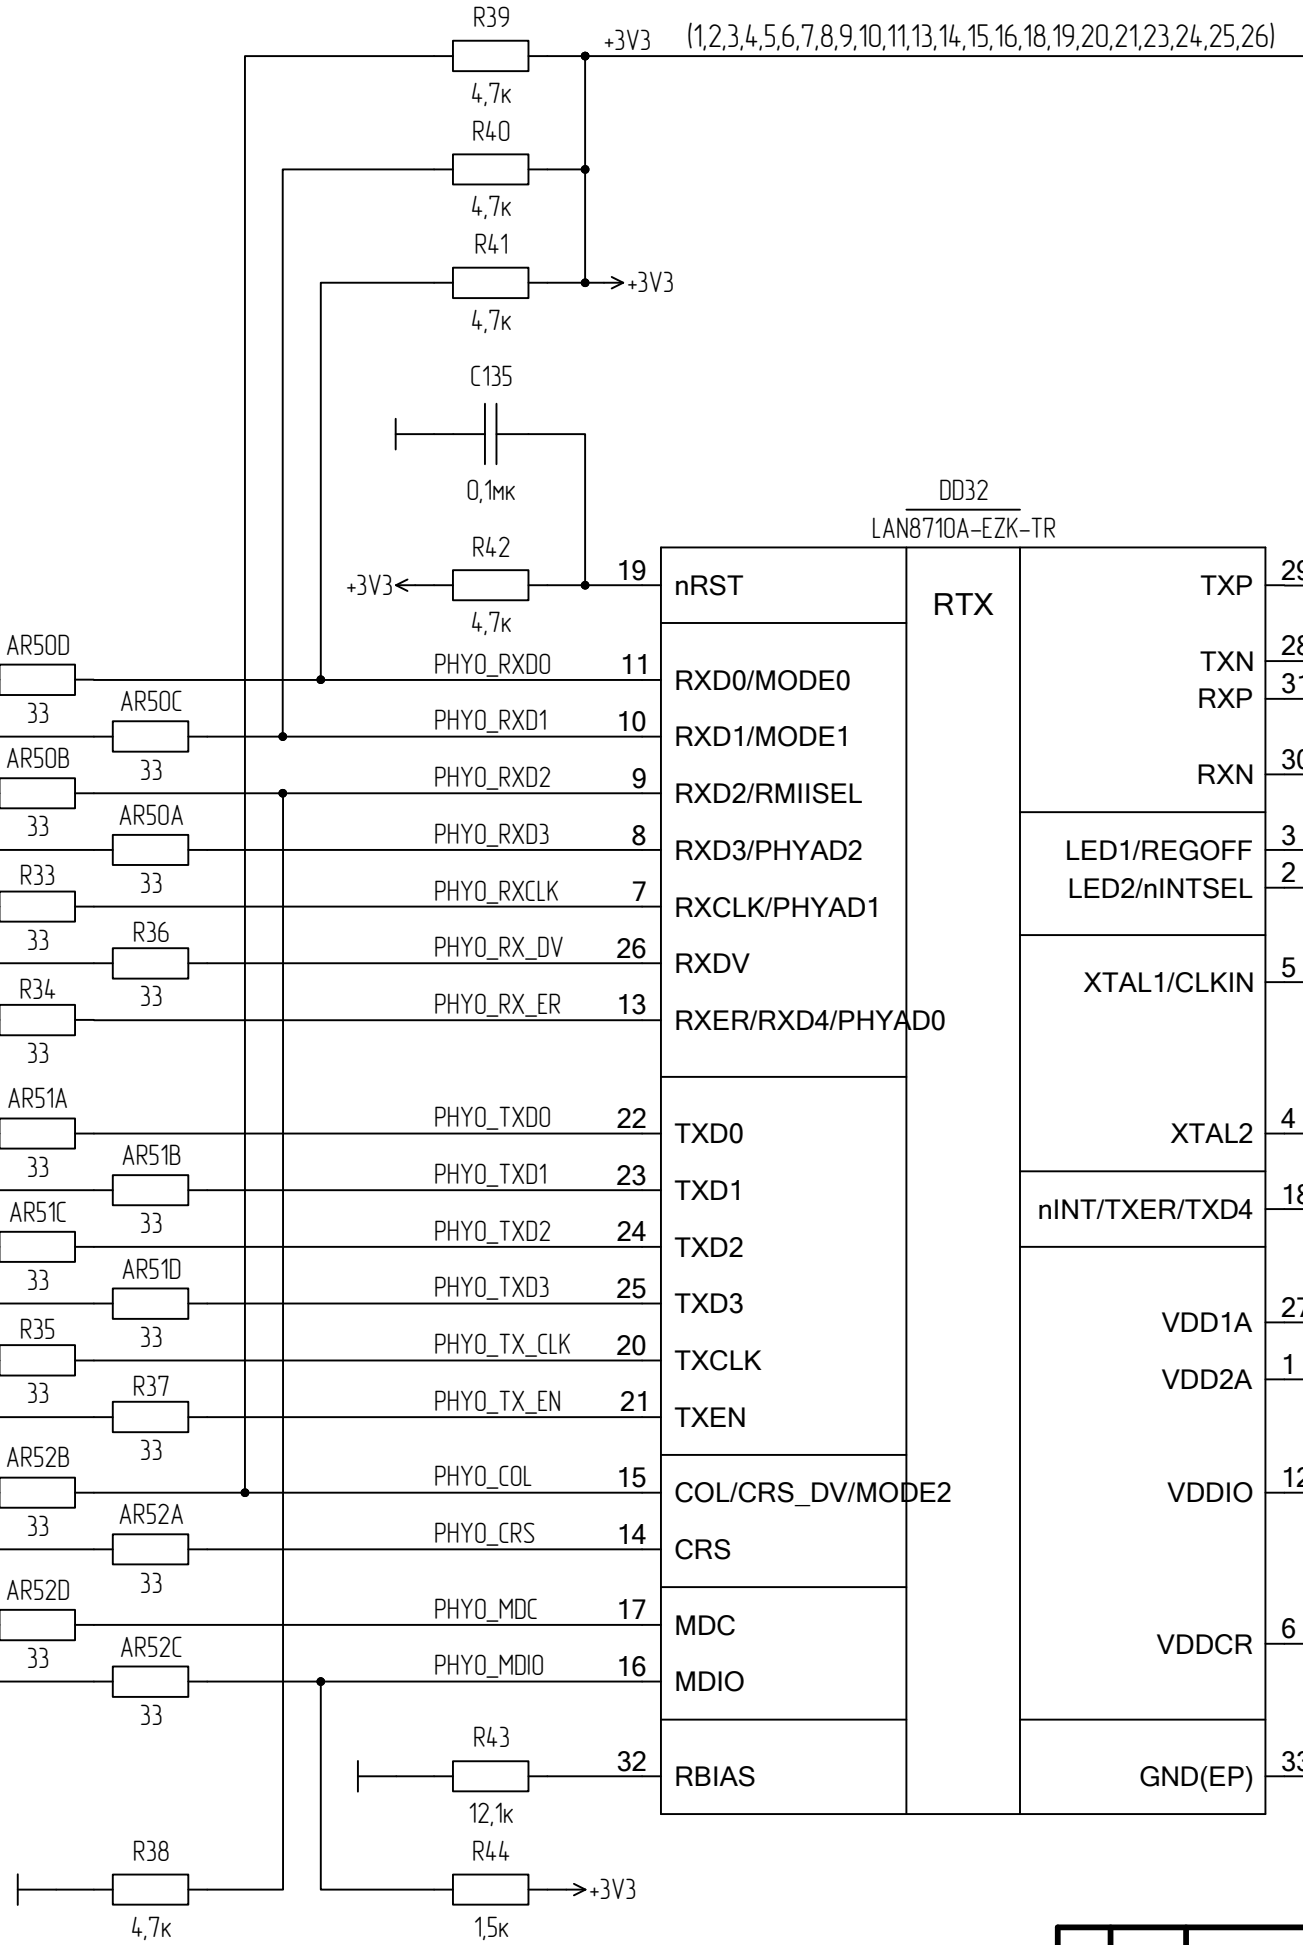 R39
+3V3 (1,2,3,4,5,6,7,8,9,10,11,13,14,15,16,18,19,20,21,23,24,25,26)
4,7к
R40
4,7к
R41
+3V3
4,7к
C135
0,1мк
DD32
LAN8710A-EZK-TR
R42
+3V3
4,7к
19 nRST
RTX
TXP 29
TXN 28
RXP 31
RXN 30
AR50D
33
PHY0_RXD0 11 RXD0/MODE0
AR50C
33
PHY0_RXD1 10 RXD1/MODE1
AR50B
33
PHY0_RXD2 9 RXD2/RMIISEL
AR50A
33
PHY0_RXD3 8 RXD3/PHYAD2
LED1/REGOFF 3
LED2/nINTSEL 2
R33
33
PHY0_RXCLK 7 RXCLK/PHYAD1
R36
33
PHY0_RX_DV 26 RXDV
XTAL1/CLKIN 5
R34
33
PHY0_RX_ER 13 RXER/RXD4/PHYAD0
AR51A
33
PHY0_TXD0 22 TXD0
XTAL2 4
AR51B
33
PHY0_TXD1 23 TXD1
nINT/TXER/TXD4 18
AR51C
33
PHY0_TXD2 24 TXD2
AR51D
33
PHY0_TXD3 25 TXD3
VDD1A 27
R35
33
PHY0_TX_CLK 20 TXCLK
VDD2A 1
R37
33
PHY0_TX_EN 21 TXEN
AR52B
33
PHY0_COL 15 COL/CRS_DV/MODE2
VDDIO 12
AR52A
33
PHY0_CRS 14 CRS
AR52D
33
PHY0_MDC 17 MDC
VDDCR 6
AR52C
33
PHY0_MDIO 16 MDIO
R43
12,1к
32 RBIAS
GND(EP) 33
R38
4,7к
R44
+3V3
1,5к